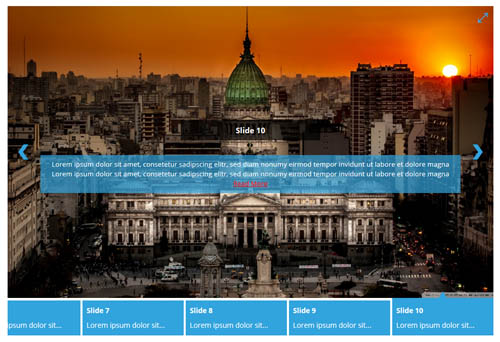 Slide 10
Lorem ipsum dolor sit amet, consetetur sadipscing elitr, sed diam nonumy eirmod tempor invidunt ut labore et dolore magna
Lorem ipsum dolor sit amet, consetetur sadipscing elitr, sed diam nonumy eirmod tempor invidunt ut labore et dolore magna
Read More
Slide 7
Slide 8
Slide 9
Slide 10
ipsum dolor sit...
Lorem ipsum dolor sit...
Lorem ipsum dolor sit...
Lorem ipsum dolor sit...
Lorem ipsum dolor sit...